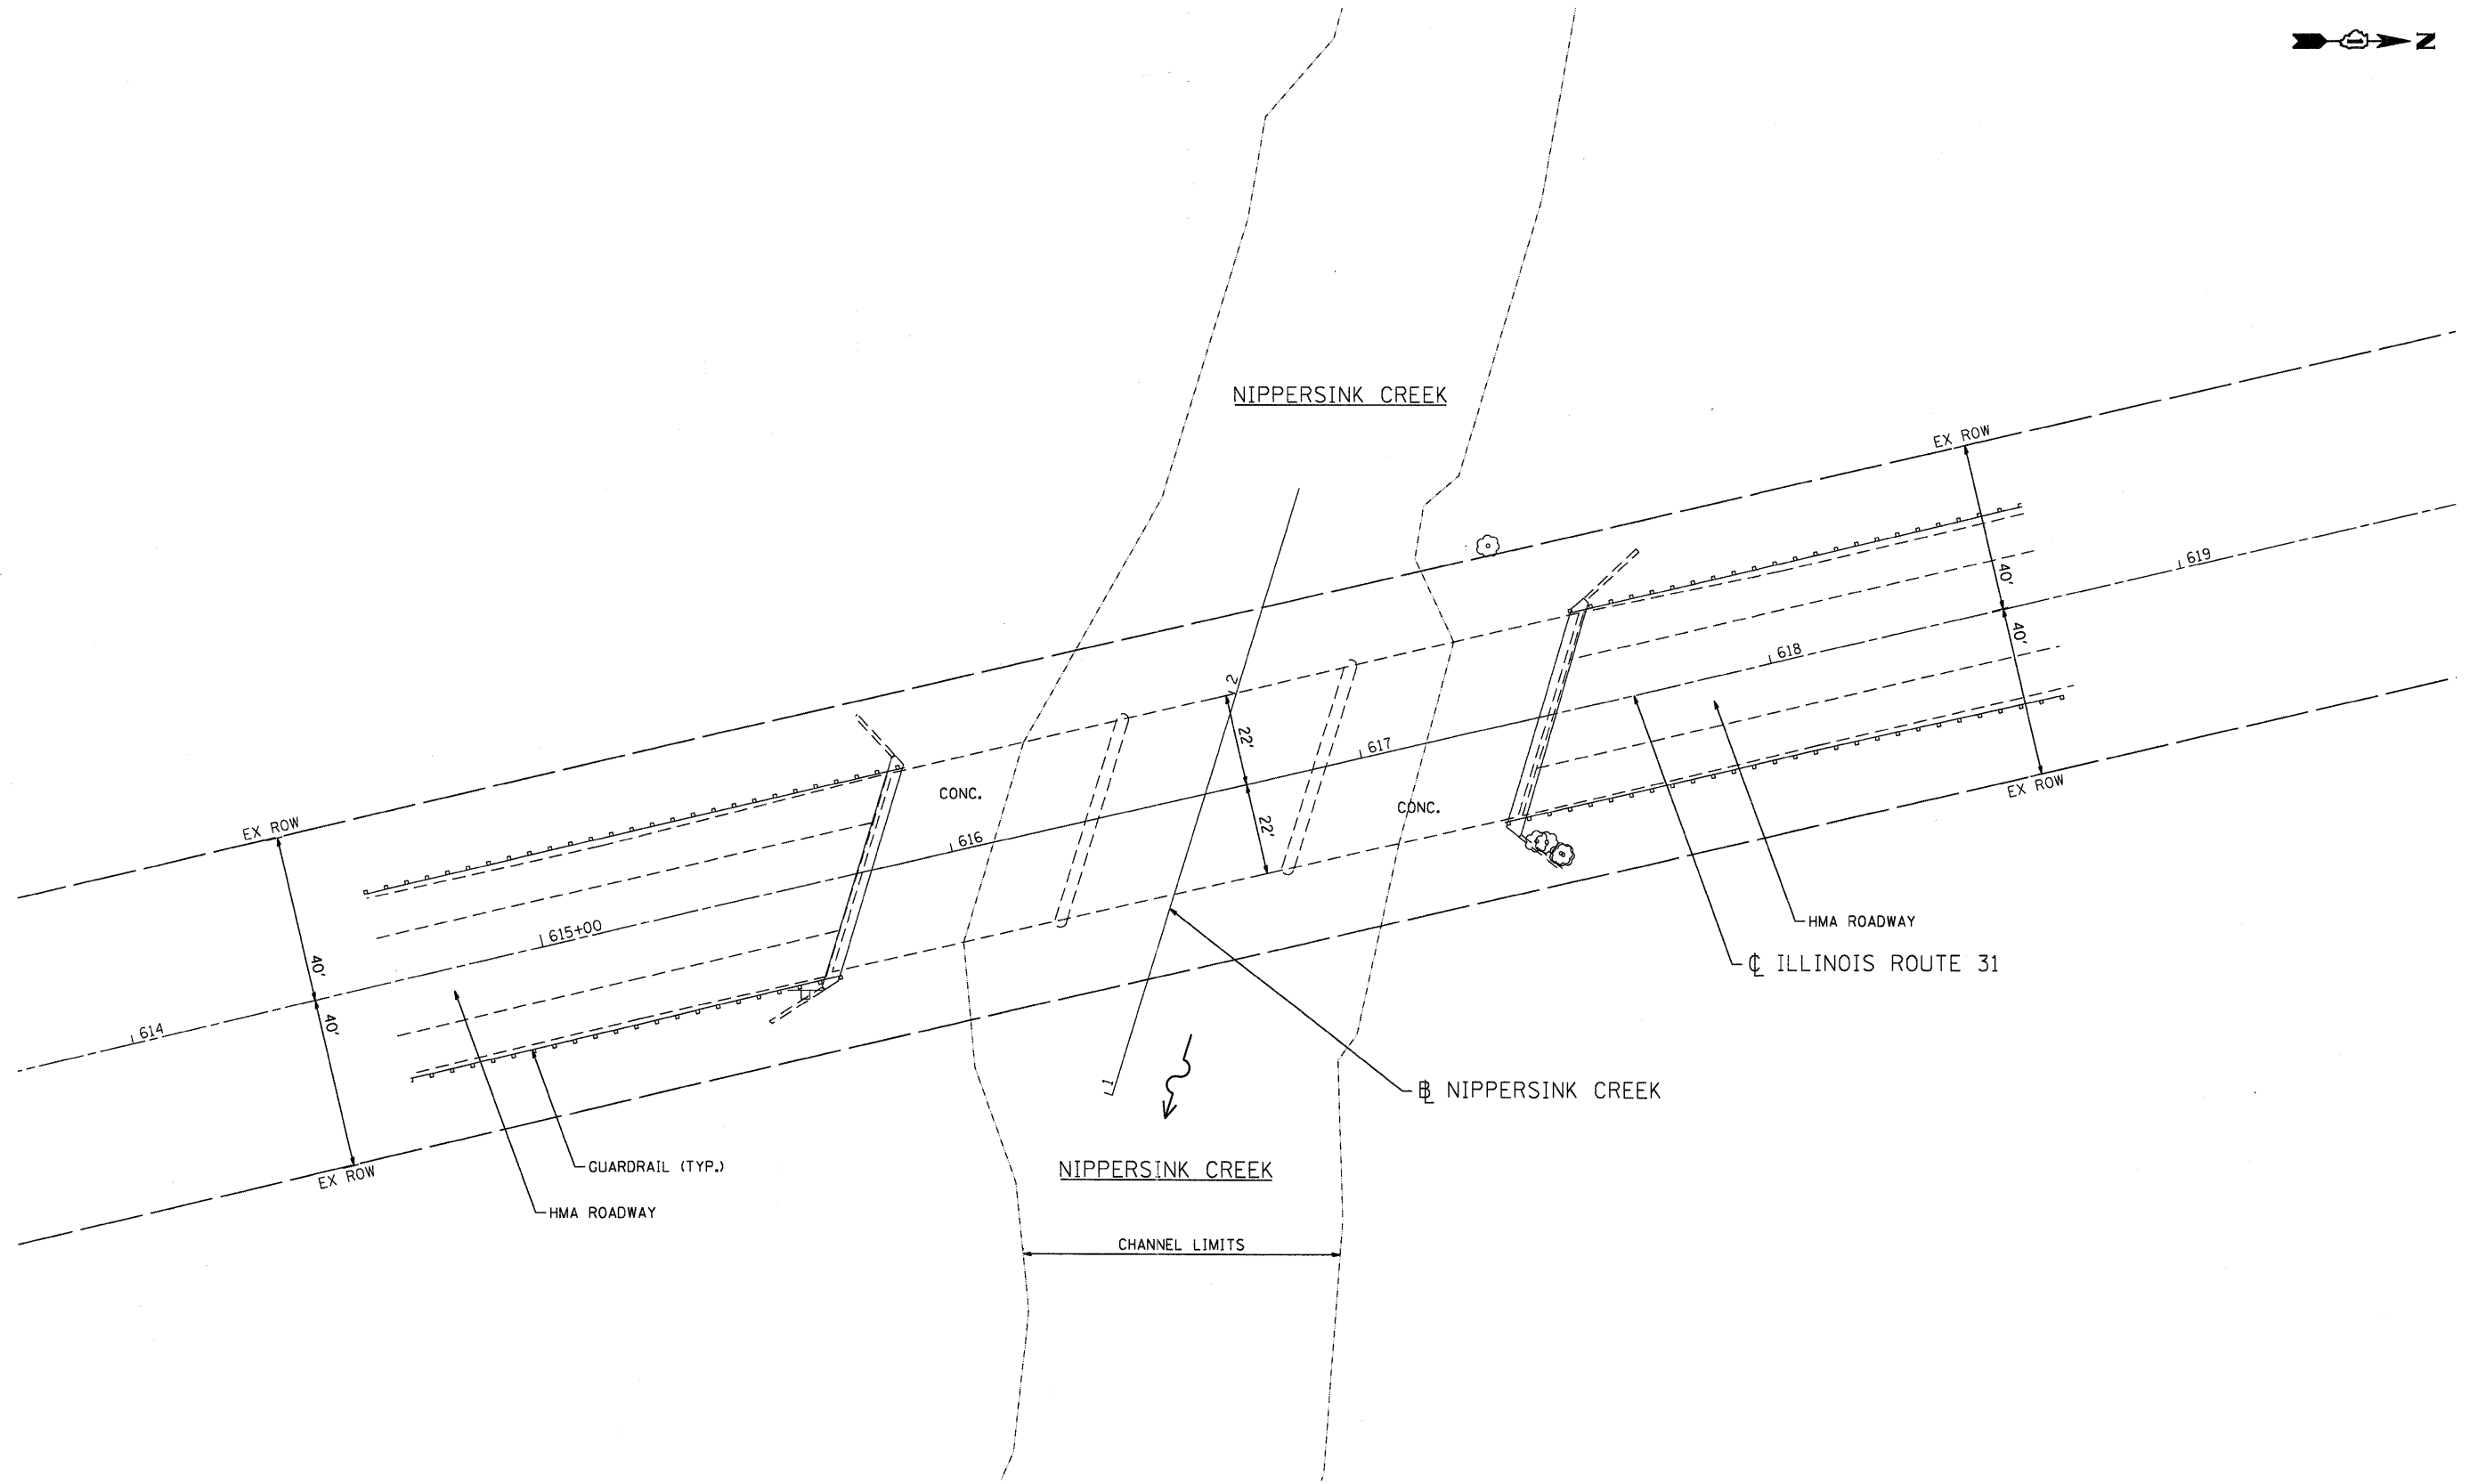 N
NIPPERSINK CREEK
EX ROW
619
40'
40'
618
2
22'
617
CONC.
CONC.
EX ROW
EX ROW
22'
616
615+00
HMA ROADWAY
℄ ILLINOIS ROUTE 31
40'
40'
614
1
BL NIPPERSINK CREEK
GUARDRAIL (TYP.)
NIPPERSINK CREEK
EX ROW
HMA ROADWAY
CHANNEL LIMITS